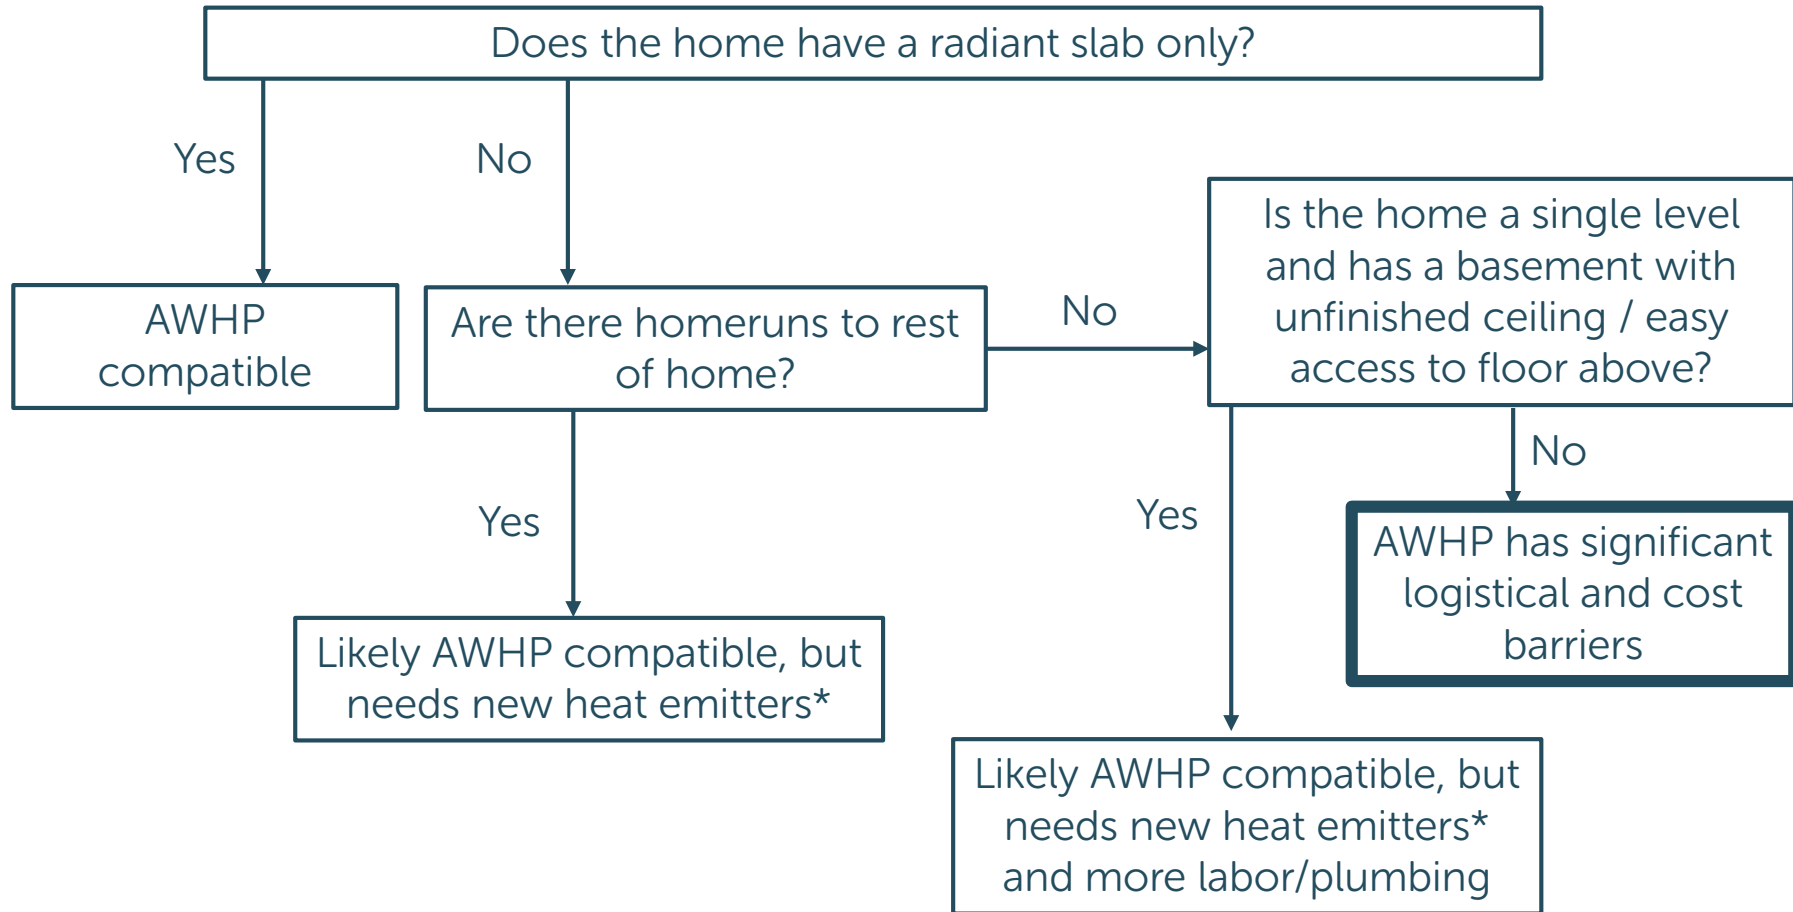 Does the home have a radiant slab only?
Yes
No
AWHP
compatible
Are there homeruns to rest
of home?
No
Is the home a single level
and has a basement with
unfinished ceiling / easy
access to floor above?
Yes
Likely AWHP compatible, but
needs new heat emitters*
Yes
No
AWHP has significant
logistical and cost
barriers
Likely AWHP compatible, but
needs new heat emitters*
and more labor/plumbing